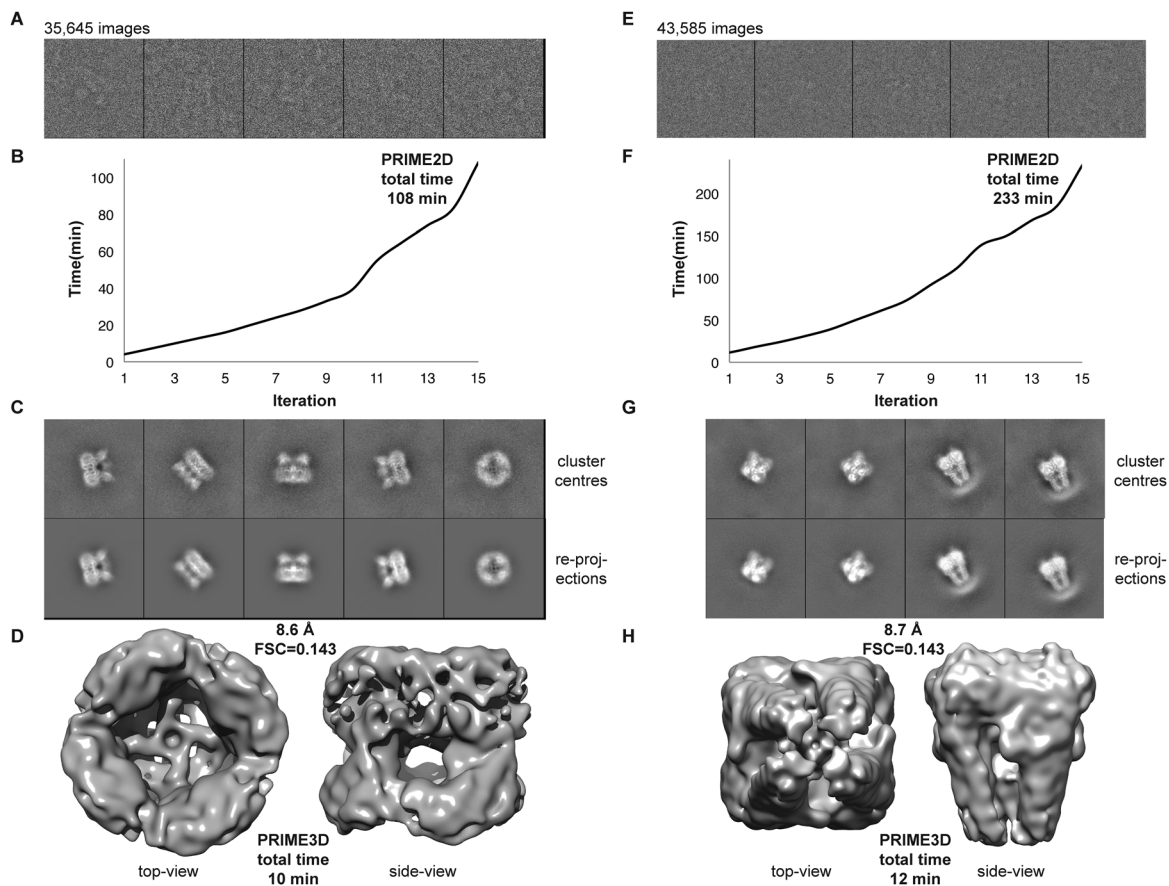 A
35,645 images
B
PRIME2D
total time
108 min
Time(min)
100
80
60
40
20
0
1 3 5 7 9 11 13 15
Iteration
C
cluster
centres
re-proj-
ections
D
8.6 Å
FSC=0.143
PRIME3D
total time
10 min
top-view
side-view
E
43,585 images
F
PRIME2D
total time
233 min
Time(min)
200
150
100
50
0
1 3 5 7 9 11 13 15
Iteration
G
cluster
centres
re-proj-
ections
H
8.7 Å
FSC=0.143
PRIME3D
total time
12 min
top-view
side-view